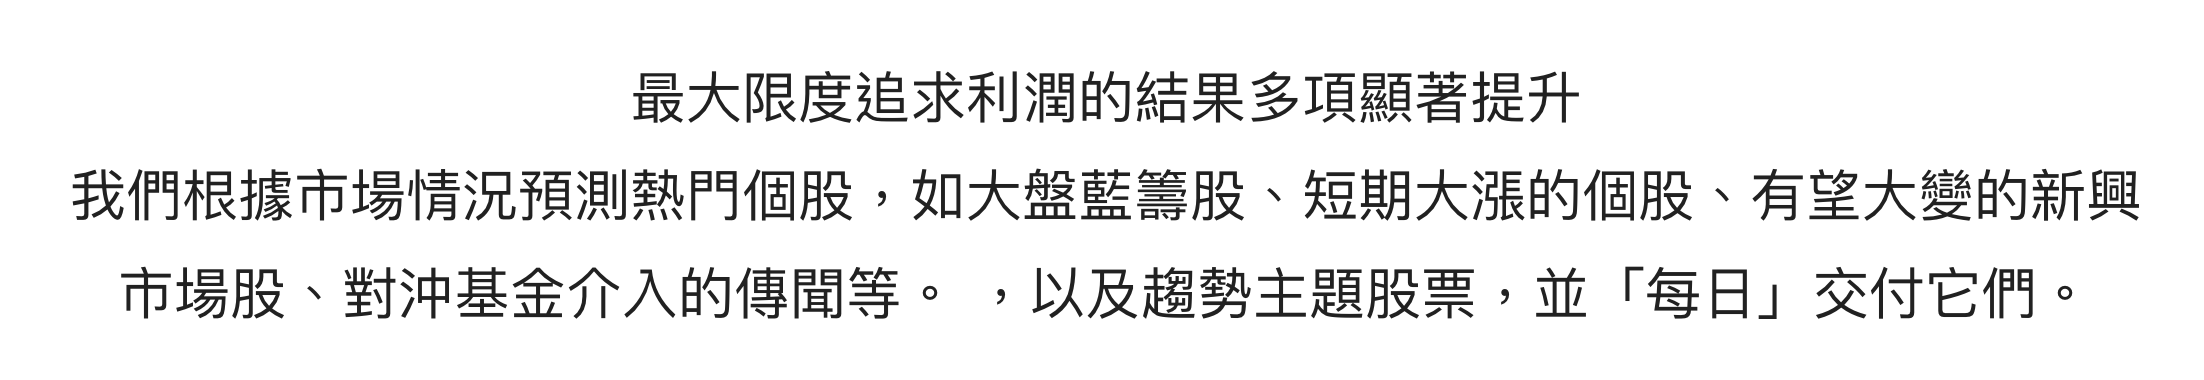 最大限度追求利潤的結果多項顯著提升
我們根據市場情況預測熱門個股，如大盤藍籌股、短期大漲的個股、有望大變的新興
市場股、對沖基金介入的傳聞等。 ，以及趨勢主題股票，並「每日」交付它們。